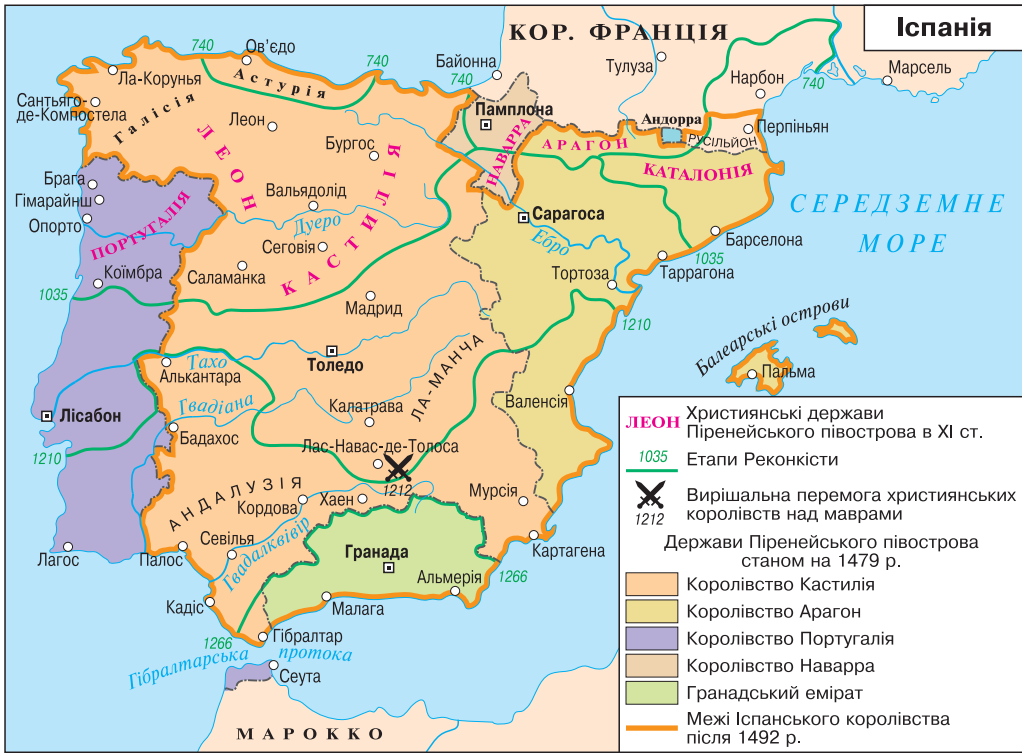 Іспанія
КОР. ФРАНЦІЯ
740
Ов'єдо
740
Байонна
Тулуза
Марсель
Ла-Корунья
Астурія
740
Нарбон
740
Сантьяго-
де-Компостела
Галісія
Леон
Памплона
Андорра
Перпіньян
Русільйон
ЛЕОН
Бургос
НАВАРРА
АРАГОН
КАТАЛОНІЯ
Брага
Гімарайнш
Опорто
ПОРТУГАЛІЯ
Вальядолід
Дуеро
КАСТИЛІЯ
Сарагоса
Ебро
СЕРЕДЗЕМНЕ
МОРЕ
Сеговія
Барселона
1035
Коїмбра
Саламанка
Тортоза
Таррагона
1035
Мадрид
1210
Балеарські острови
Тахо
Толедо
Алькантара
ЛА-МАНЧА
Пальма
Лісабон
Гвадіана
Калатрава
Валенсія
Бадахос
Лас-Навас-де-Толоса
1210
1212
АНДАЛУЗІЯ
Хаен
Кордова
Мурсія
Севілья
Гвадалквівір
Гранада
Картагена
Лагос
Палос
Альмерія
1266
Кадіс
Малага
1266
Гібралтар
Гібралтарська протока
Сеута
МАРОККО
ЛЕОН Християнські держави
Піренейського півострова в XI ст.
1035 Етапи Реконкісти
Вирішальна перемога християнських
1212 королівств над маврами
Держави Піренейського півострова
станом на 1479 р.
Королівство Кастилія
Королівство Арагон
Королівство Португалія
Королівство Наварра
Гранадський емірат
Межі Іспанського королівства
після 1492 р.